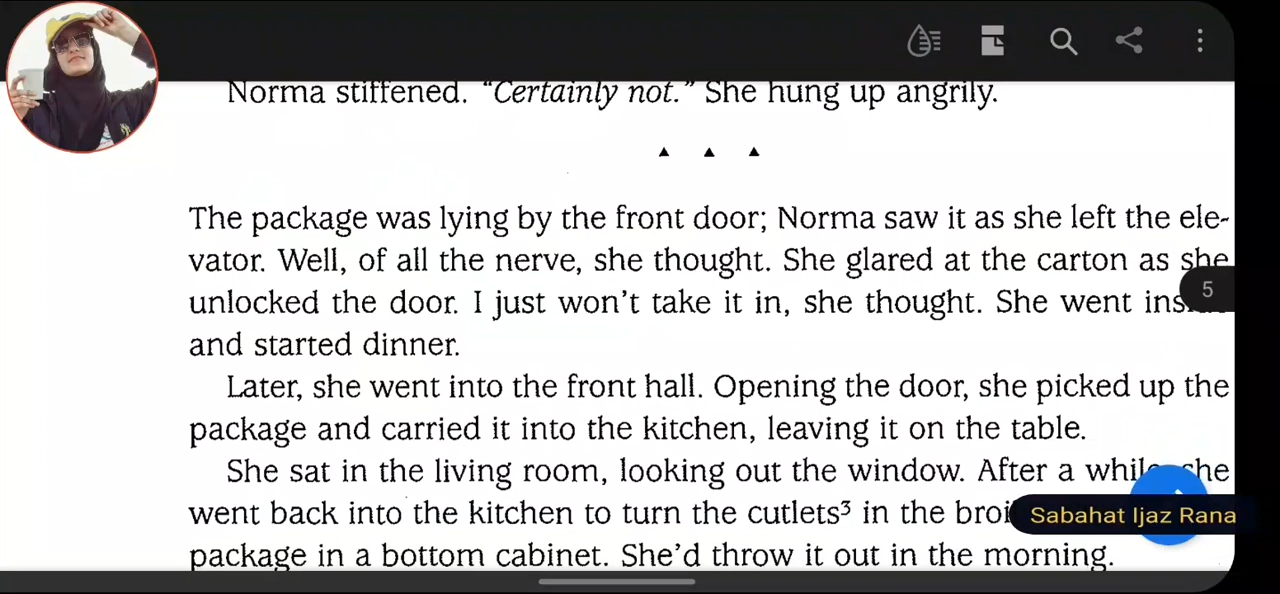 Norma stiffened. “Certainly not.” She hung up angrily.
▲ ▲ ▲
The package was lying by the front door; Norma saw it as she left the ele-
vator. Well, of all the nerve, she thought. She glared at the carton as she
unlocked the door. I just won’t take it in, she thought. She went inside
5
and started dinner.
Later, she went into the front hall. Opening the door, she picked up the
package and carried it into the kitchen, leaving it on the table.
She sat in the living room, looking out the window. After a while, she
went back into the kitchen to turn the cutlets³ in the broi
Sabahat Ijaz Rana
package in a bottom cabinet. She’d throw it out in the morning.